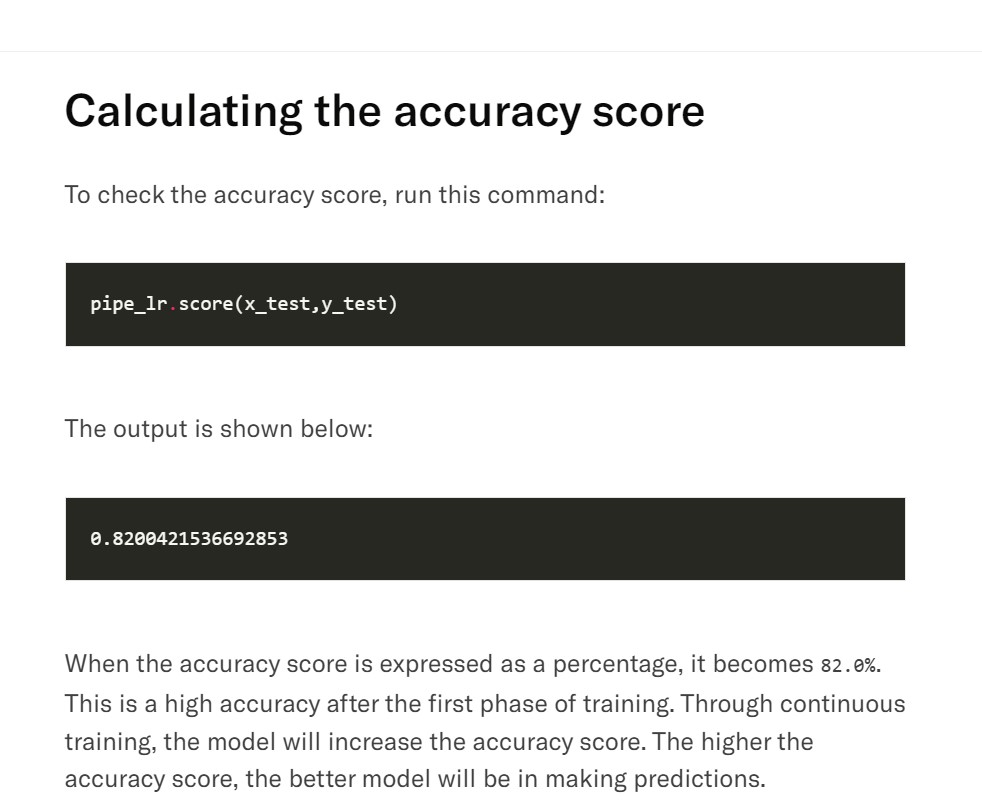 Calculating the accuracy score
To check the accuracy score, run this command:
pipe_lr.score(x_test,y_test)
The output is shown below:
0.8200421536692853
When the accuracy score is expressed as a percentage, it becomes 82.0%.
This is a high accuracy after the first phase of training. Through continuous
training, the model will increase the accuracy score. The higher the
accuracy score, the better model will be in making predictions.